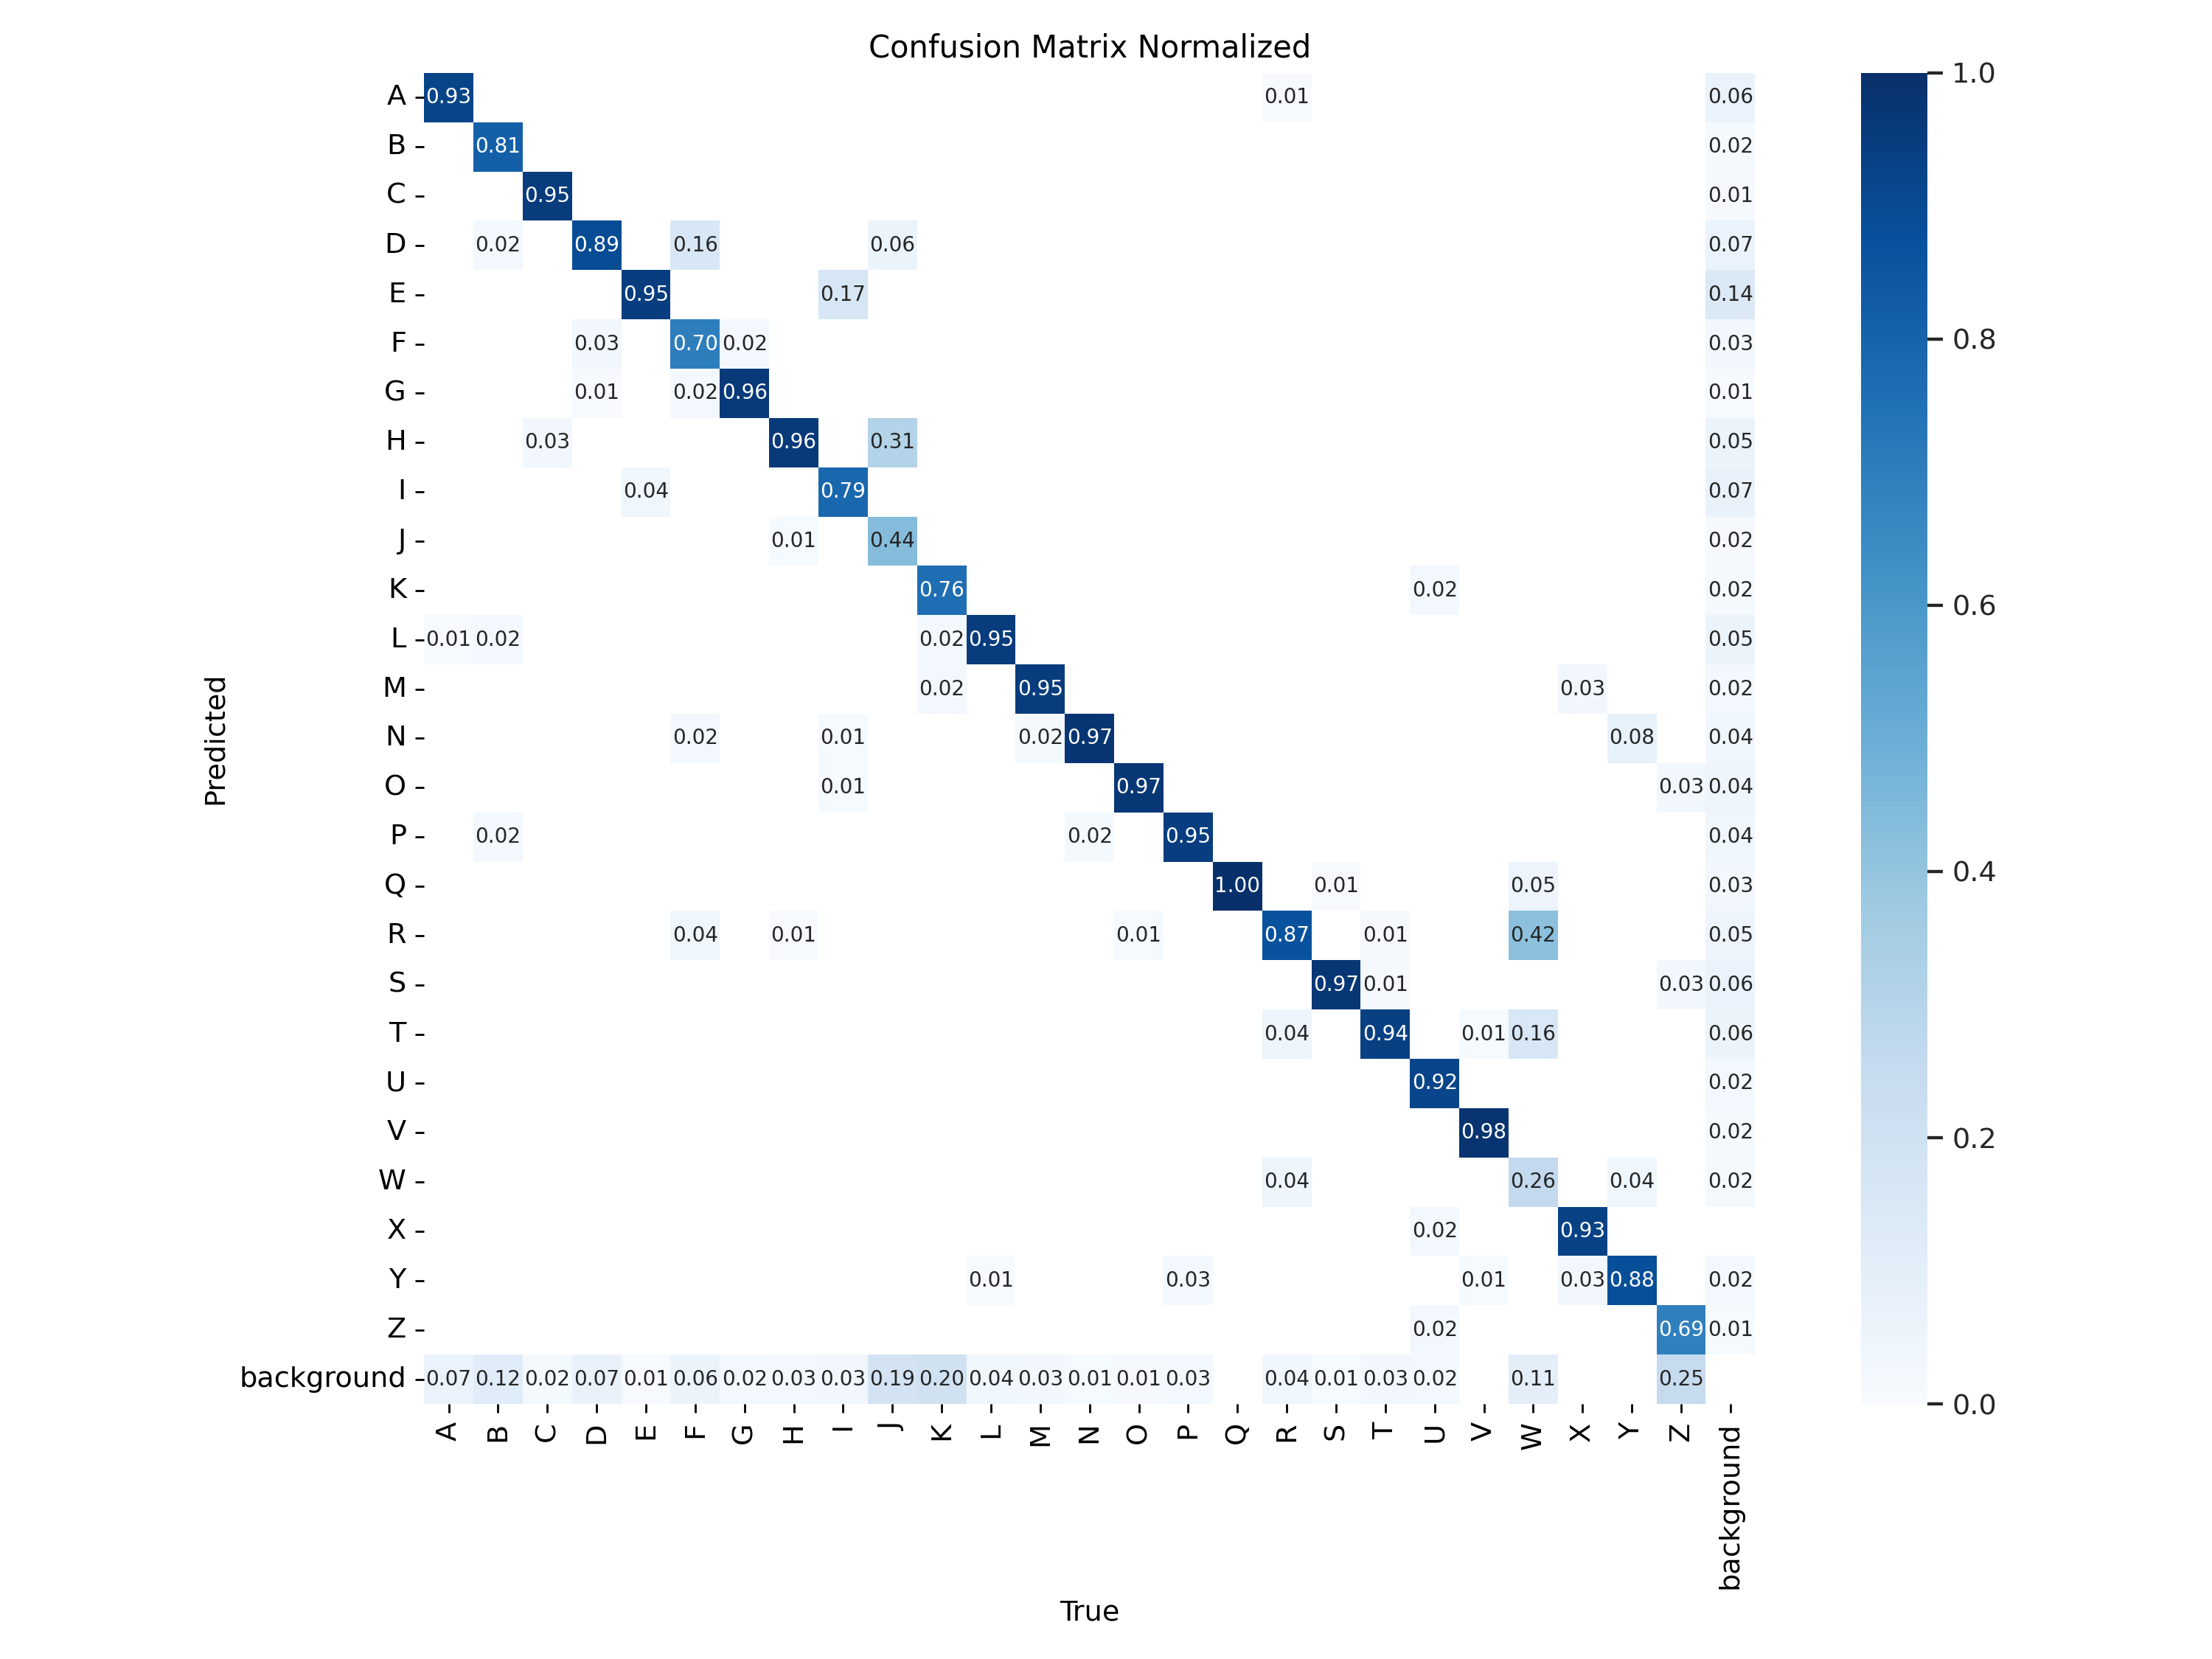 Confusion Matrix Normalized
A 0.93 0.01 0.06
B 0.81 0.02
C 0.95 0.01
D 0.02 0.89 0.16 0.06 0.07
E 0.95 0.17 0.14
F 0.03 0.70 0.02 0.03
G 0.01 0.02 0.96 0.01
H 0.03 0.96 0.31 0.05
I 0.04 0.79 0.07
J 0.01 0.44 0.02
K 0.76 0.02 0.02
L 0.01 0.02 0.02 0.95 0.05
M 0.02 0.95 0.03 0.02
N 0.02 0.01 0.02 0.97 0.08 0.04
O 0.01 0.97 0.03 0.04
P 0.02 0.02 0.95 0.04
Q 1.00 0.01 0.05 0.03
R 0.04 0.01 0.01 0.87 0.01 0.42 0.05
S 0.97 0.01 0.03 0.06
T 0.04 0.94 0.01 0.16 0.06
U 0.92 0.02
V 0.98 0.02
W 0.04 0.26 0.04 0.02
X 0.02 0.93
Y 0.01 0.03 0.01 0.03 0.88 0.02
Z 0.02 0.69 0.01
background 0.07 0.12 0.02 0.07 0.01 0.06 0.02 0.03 0.03 0.19 0.20 0.04 0.03 0.01 0.01 0.03 0.04 0.01 0.03 0.02 0.11 0.25
A B C D E F G H I J K L M N O P Q R S T U V W X Y Z background
True
Predicted
1.0
0.8
0.6
0.4
0.2
0.0